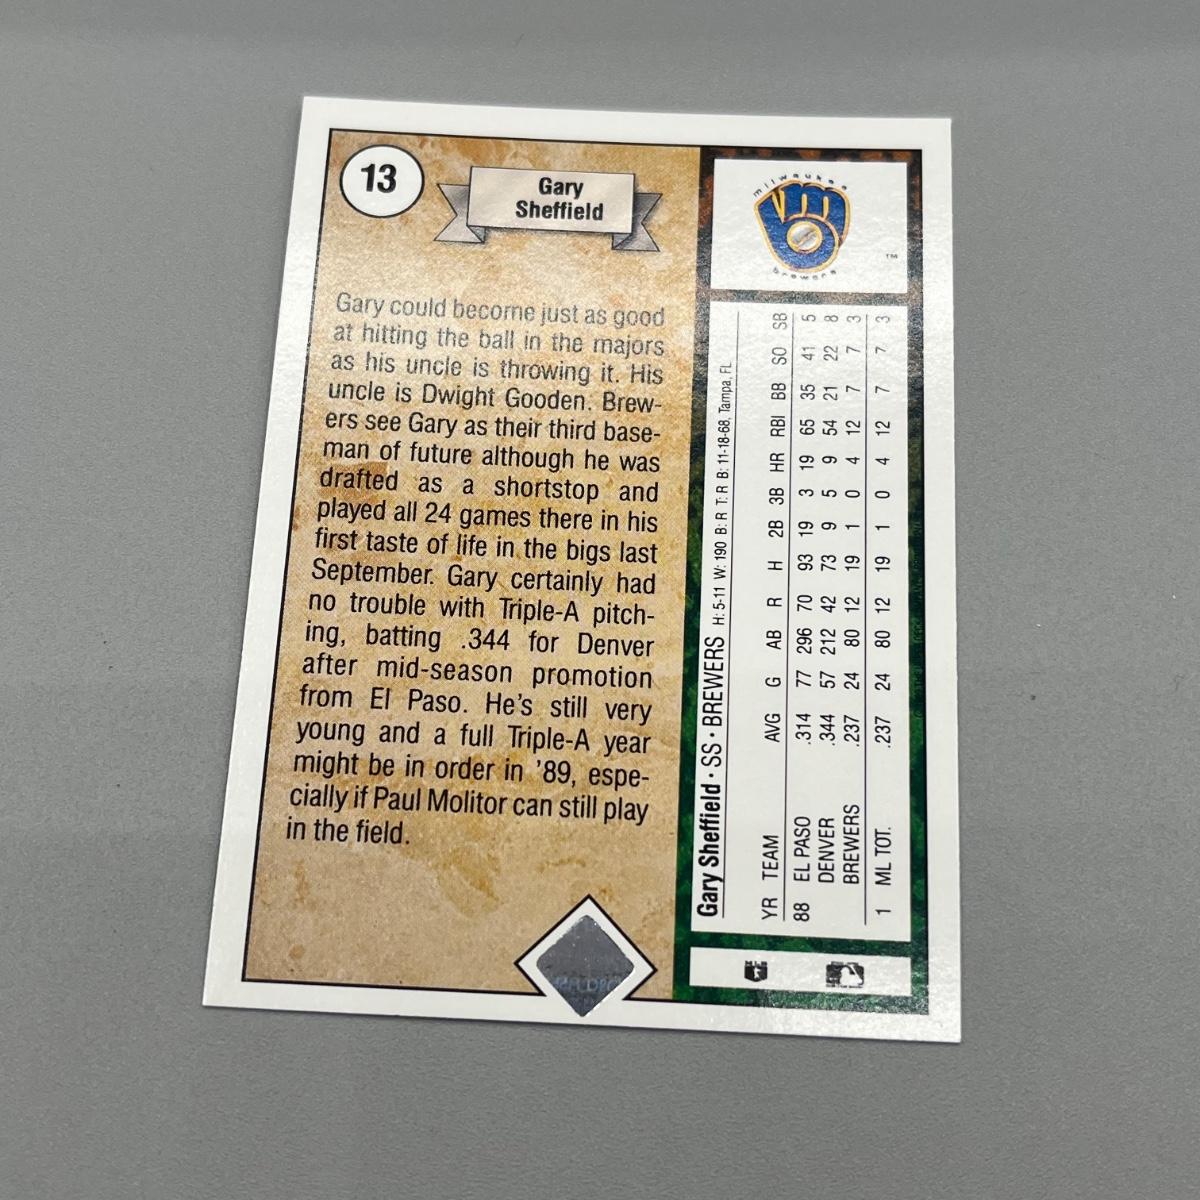 13
Gary
Sheffield
Gary could become just as good
at hitting the ball in the majors
as his uncle is throwing it. His
uncle is Dwight Gooden. Brew-
ers see Gary as their third base-
man of future although he was
drafted as a shortstop and
played all 24 games there in his
first taste of life in the bigs last
September. Gary certainly had
no trouble with Triple-A pitch-
ing, batting .344 for Denver
after mid-season promotion
from El Paso. He's still very
young and a full Triple-A year
might be in order in '89, espe-
cially if Paul Molitor can still play
in the field.
milwaukee
brewers
TM
Gary Sheffield · SS · BREWERS H: 5-11 W: 190 B: R T: R B: 11-18-68, Tampa, FL
YR TEAM AVG G AB R H 2B 3B HR RBI BB SO SB
88 EL PASO .314 77 296 70 93 19 3 19 65 35 41 5
DENVER .344 57 212 42 73 9 5 9 54 21 22 8
BREWERS .237 24 80 12 19 1 0 4 12 7 7 3
1 ML TOT. .237 24 80 12 19 1 0 4 12 7 7 3